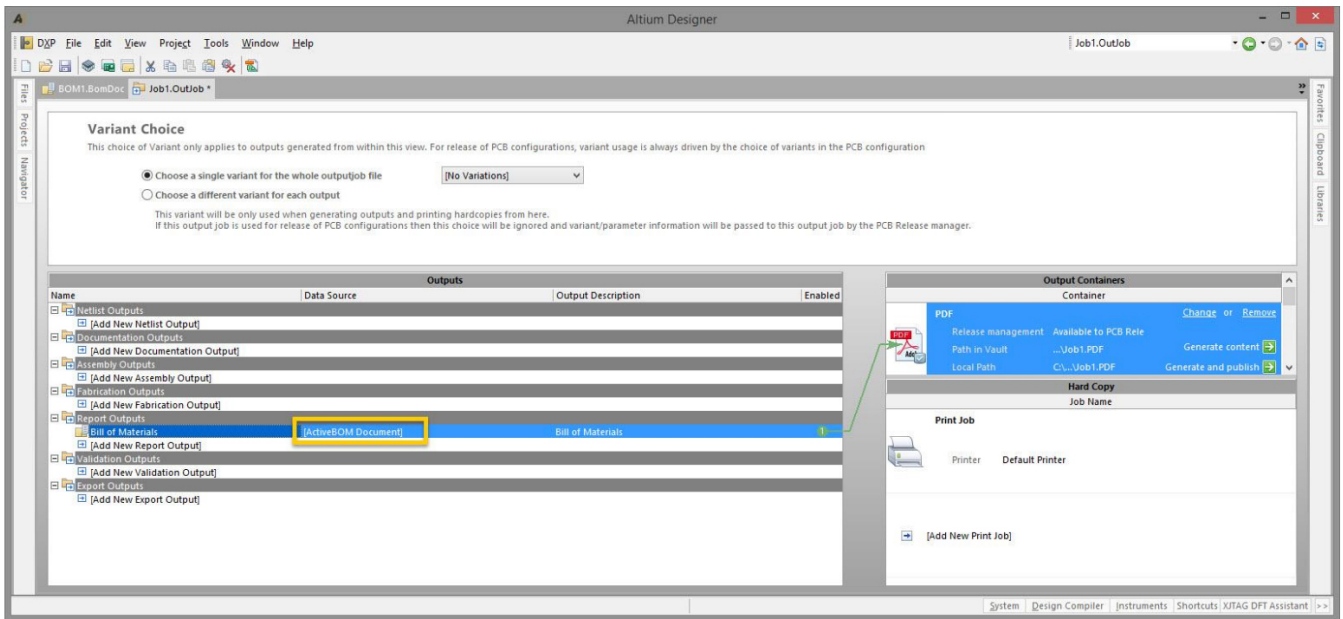 Altium Designer
DXP File Edit View Project Tools Window Help
Job1.OutJob
BOM1.BomDoc Job1.OutJob *
Files
Projects
Navigator
Favorites
Clipboard
Libraries
Variant Choice
This choice of Variant only applies to outputs generated from within this view. For release of PCB configurations, variant usage is always driven by the choice of variants in the PCB configuration
Choose a single variant for the whole outputjob file [No Variations]
Choose a different variant for each output
This variant will be only used when generating outputs and printing hardcopies from here.
If this output job is used for release of PCB configurations then this choice will be ignored and variant/parameter information will be passed to this output job by the PCB Release manager.
Outputs
Name Data Source Output Description Enabled
Netlist Outputs
[Add New Netlist Output]
Documentation Outputs
[Add New Documentation Output]
Assembly Outputs
[Add New Assembly Output]
Fabrication Outputs
[Add New Fabrication Output]
Report Outputs
Bill of Materials [ActiveBOM Document] Bill of Materials 1
[Add New Report Output]
Validation Outputs
[Add New Validation Output]
Export Outputs
[Add New Export Output]
Output Containers
Container
PDF Change or Remove
Release management Available to PCB Rele
Path in Vault ...\Job1.PDF Generate content
Local Path C:\...\Job1.PDF Generate and publish
PDF
Hard Copy
Job Name
Print Job
Printer Default Printer
[Add New Print Job]
System Design Compiler Instruments Shortcuts XJTAG DFT Assistant >>